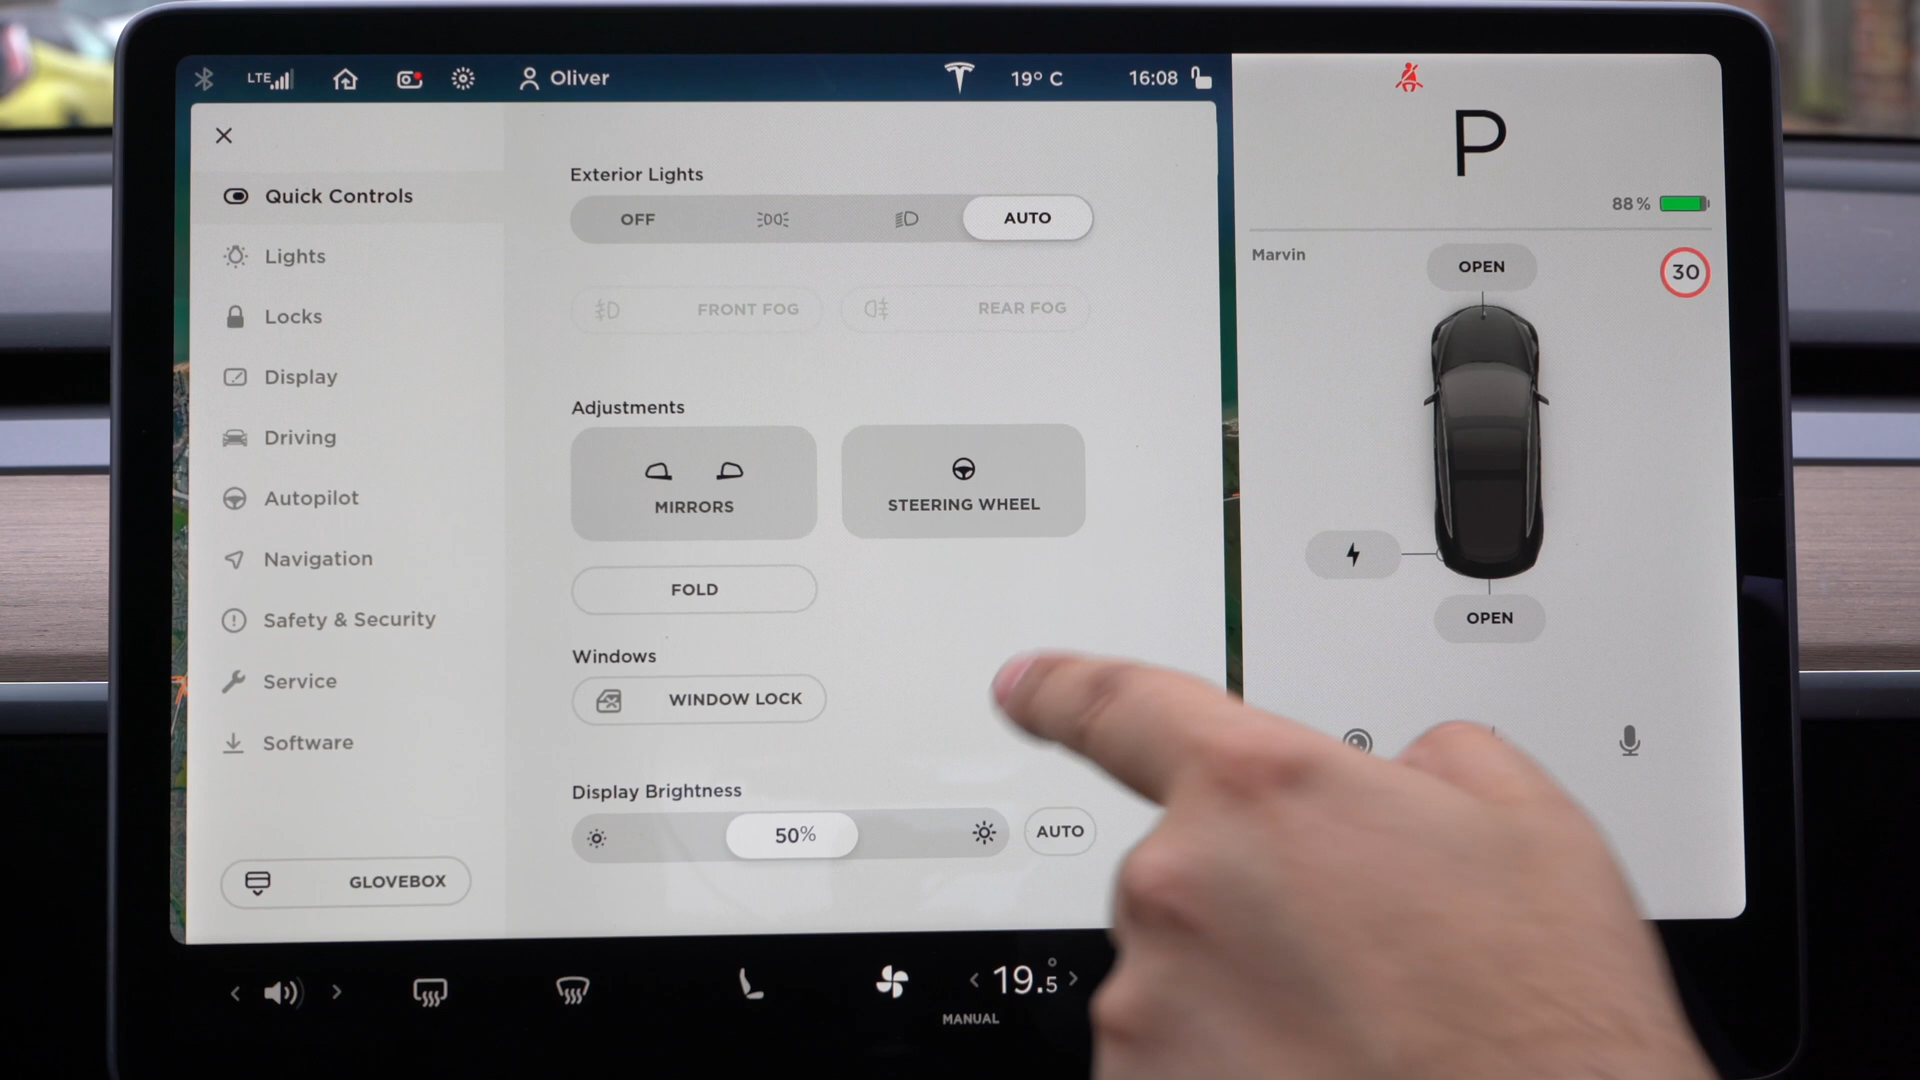 LTE
Oliver
19° C
16:08
P
88 %
Quick Controls
Lights
Locks
Display
Driving
Autopilot
Navigation
Safety & Security
Service
Software
GLOVEBOX
Exterior Lights
OFF
AUTO
FRONT FOG
REAR FOG
Adjustments
MIRRORS
STEERING WHEEL
FOLD
Windows
WINDOW LOCK
Display Brightness
50%
AUTO
Marvin
OPEN
30
OPEN
< >
< 19.5° >
MANUAL